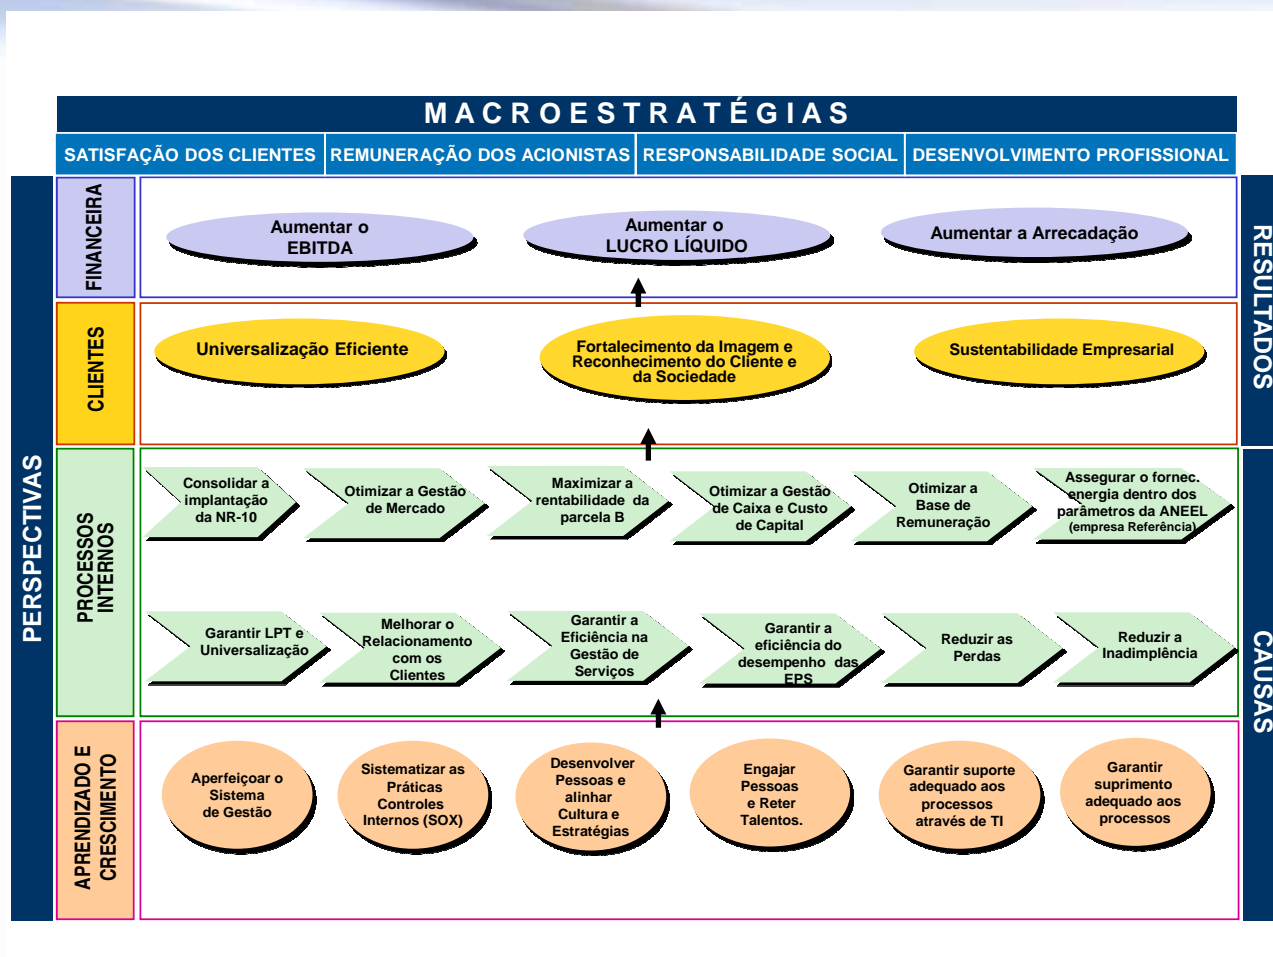 MACROESTRATÉGIAS
SATISFAÇÃO DOS CLIENTES
REMUNERAÇÃO DOS ACIONISTAS
RESPONSABILIDADE SOCIAL
DESENVOLVIMENTO PROFISSIONAL
PERSPECTIVAS
RESULTADOS
CAUSAS
FINANCEIRA
Aumentar o
EBITDA
Aumentar o
LUCRO LÍQUIDO
Aumentar a Arrecadação
CLIENTES
Universalização Eficiente
Fortalecimento da Imagem e
Reconhecimento do Cliente e
da Sociedade
Sustentabilidade Empresarial
PROCESSOS
INTERNOS
Consolidar a
implantação
da NR-10
Otimizar a Gestão
de Mercado
Maximizar a
rentabilidade da
parcela B
Otimizar a Gestão
de Caixa e Custo
de Capital
Otimizar a
Base de
Remuneração
Assegurar o fornec.
energia dentro dos
parâmetros da ANEEL
(empresa Referência)
Garantir LPT e
Universalização
Melhorar o
Relacionamento
com os
Clientes
Garantir a
Eficiência na
Gestão de
Serviços
Garantir a
eficiência do
desempenho das
EPS
Reduzir as
Perdas
Reduzir a
Inadimplência
APRENDIZADO E
CRESCIMENTO
Aperfeiçoar o
Sistema
de Gestão
Sistematizar as
Práticas
Controles
Internos (SOX)
Desenvolver
Pessoas e
alinhar
Cultura e
Estratégias
Engajar
Pessoas
e Reter
Talentos.
Garantir suporte
adequado aos
processos
através de TI
Garantir
suprimento
adequado aos
processos